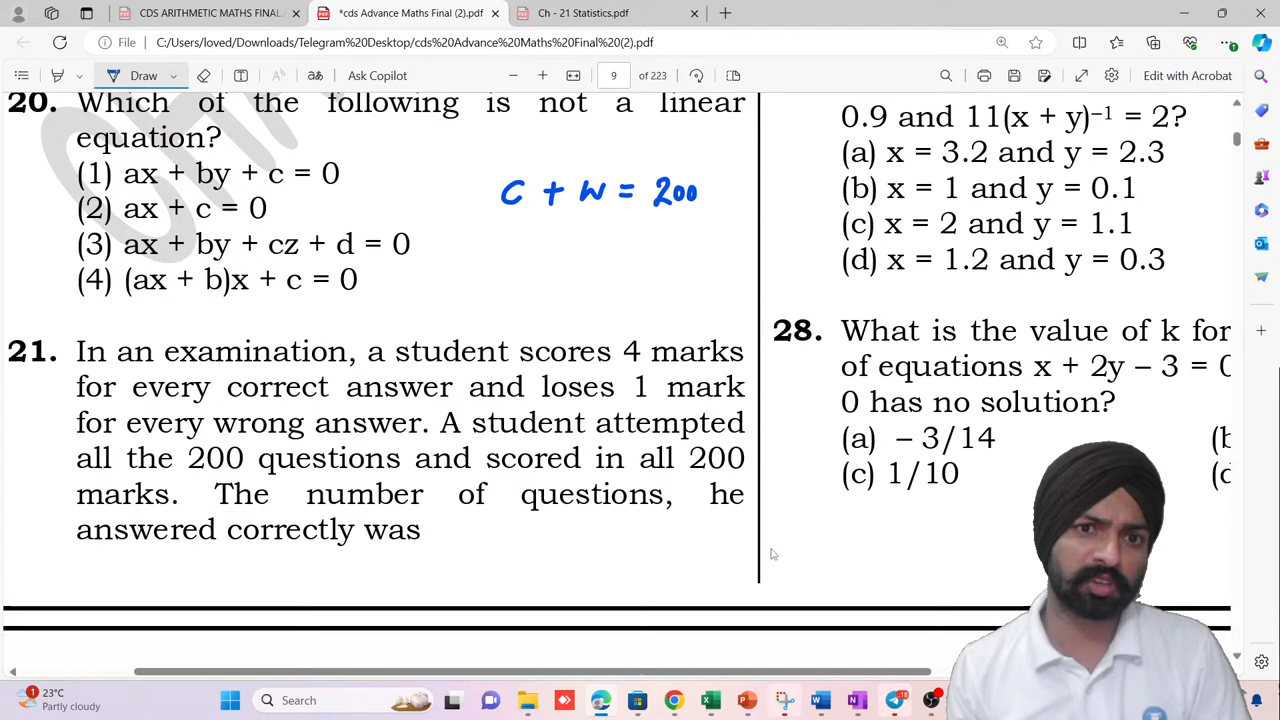 CDS ARITHMETIC MATHS FINAL (2).pdf
*cds Advance Maths Final (2).pdf
Ch - 21 Statistics.pdf
File
C:/Users/loved/Downloads/Telegram%20Desktop/cds%20Advance%20Maths%20Final%20(2).pdf
Draw
Ask Copilot
9 of 223
Edit with Acrobat
20. Which of the following is not a linear
equation?
(1) ax + by + c = 0
(2) ax + c = 0
(3) ax + by + cz + d = 0
(4) (ax + b)x + c = 0
C + W = 200
21. In an examination, a student scores 4 marks
for every correct answer and loses 1 mark
for every wrong answer. A student attempted
all the 200 questions and scored in all 200
marks. The number of questions, he
answered correctly was
0.9 and 11(x + y)⁻¹ = 2?
(a) x = 3.2 and y = 2.3
(b) x = 1 and y = 0.1
(c) x = 2 and y = 1.1
(d) x = 1.2 and y = 0.3
28. What is the value of k for
of equations x + 2y – 3 = 0
0 has no solution?
(a) – 3/14
(b
(c) 1/10
(d
1
23°C
Partly cloudy
Search